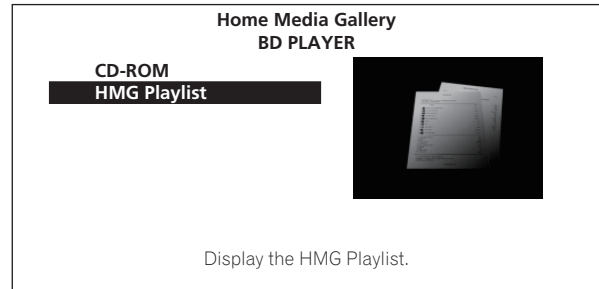 Home Media Gallery
BD PLAYER
CD-ROM
HMG Playlist
Display the HMG Playlist.